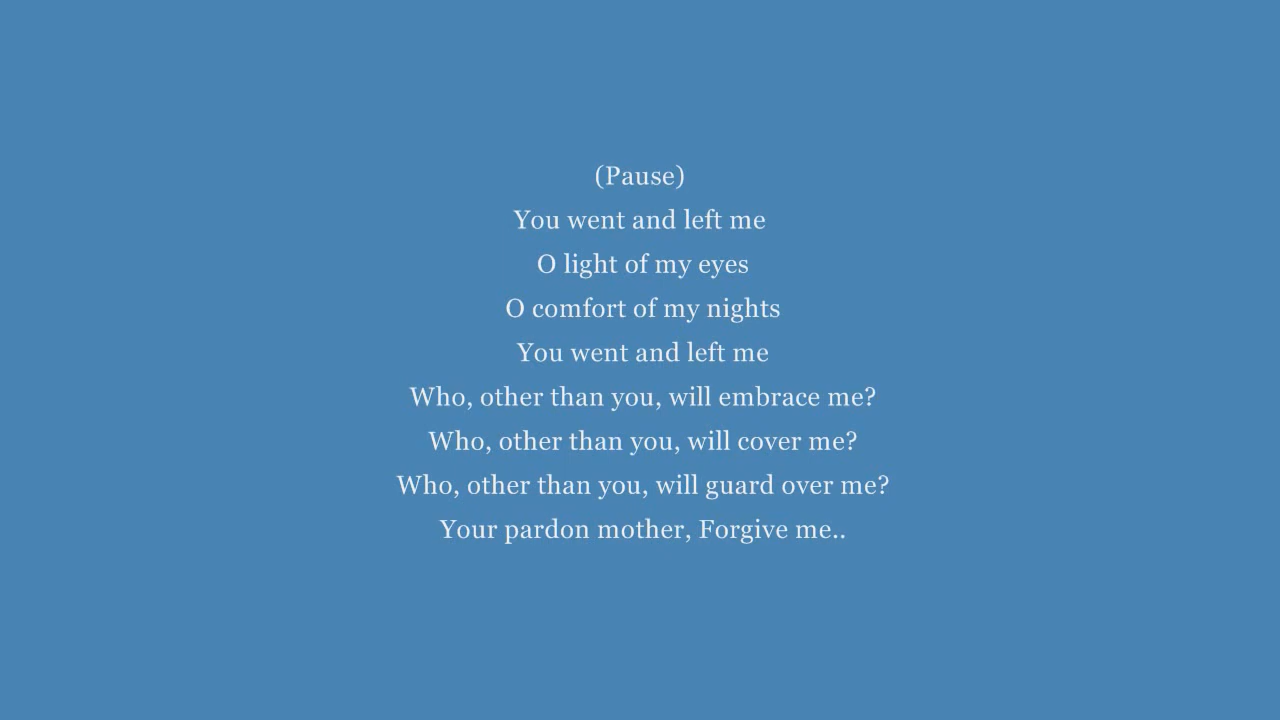 (Pause)
You went and left me
O light of my eyes
O comfort of my nights
You went and left me
Who, other than you, will embrace me?
Who, other than you, will cover me?
Who, other than you, will guard over me?
Your pardon mother, Forgive me..